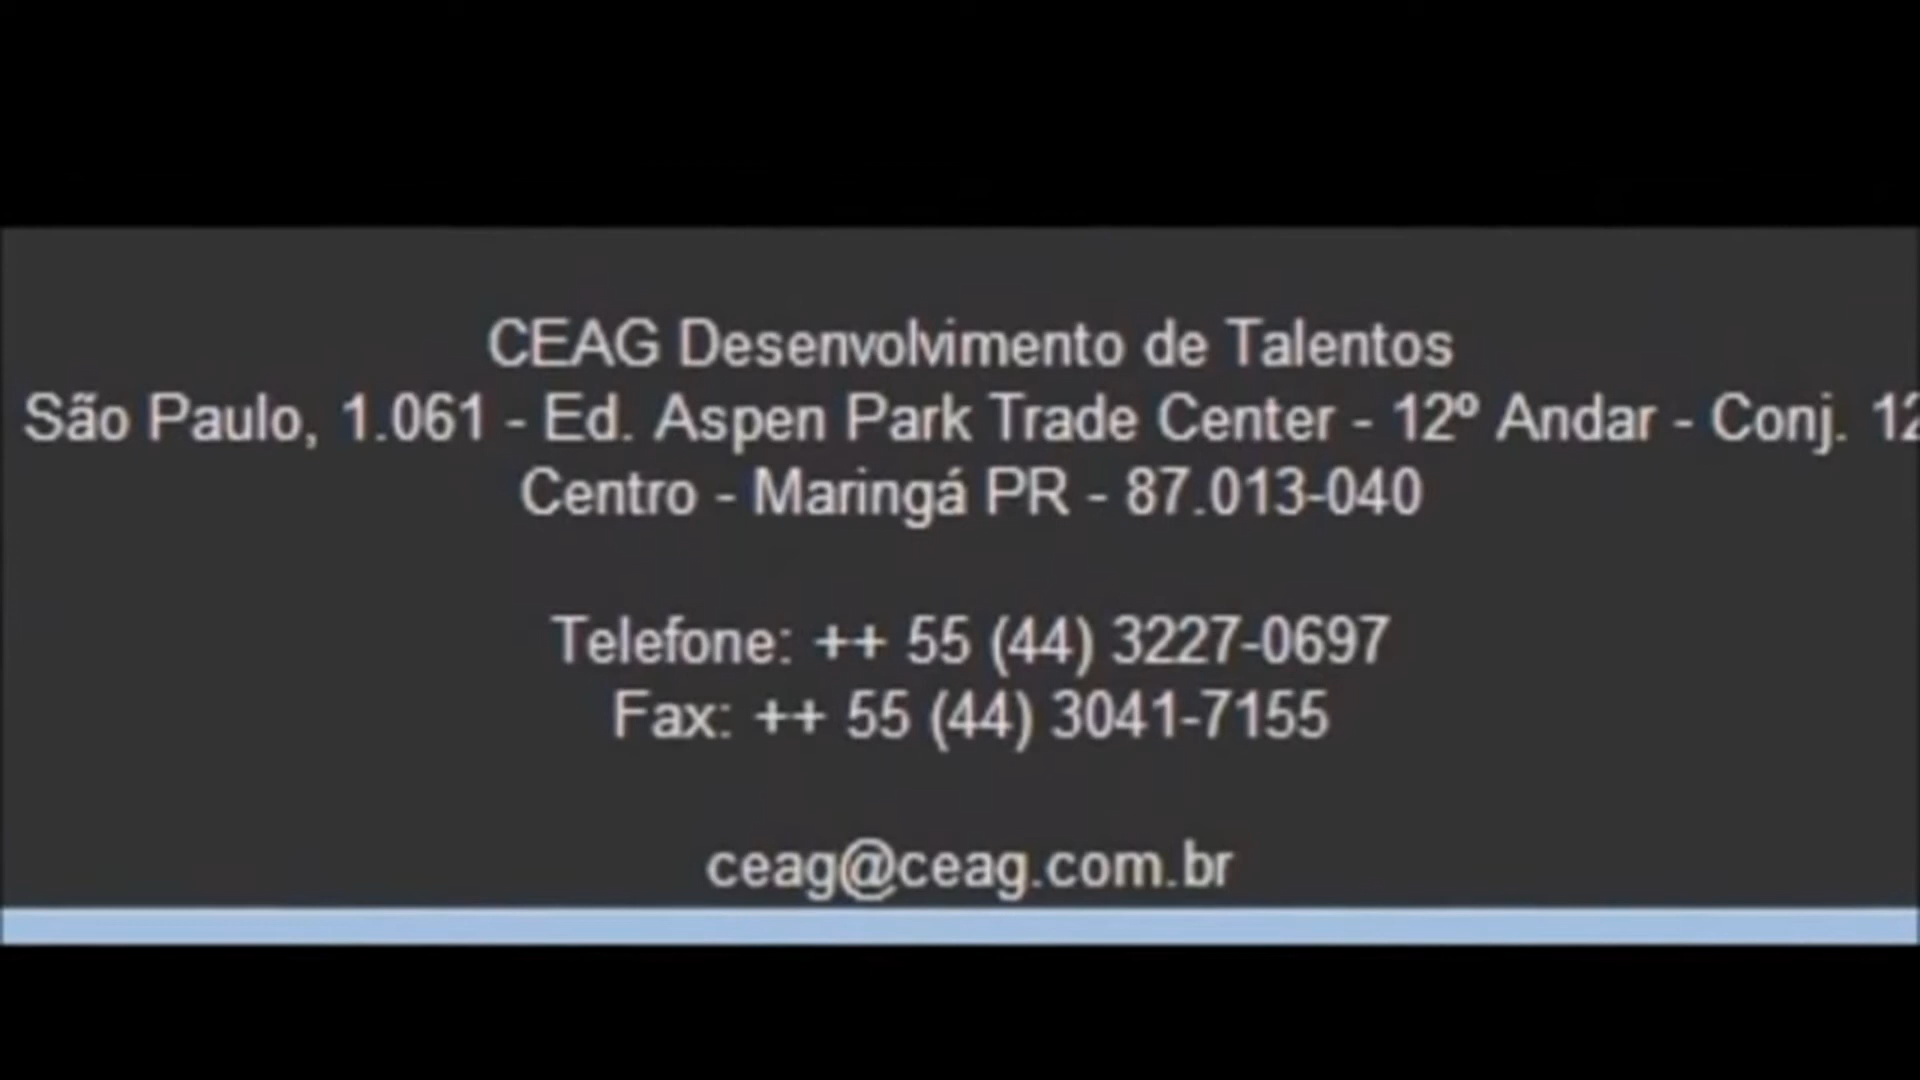 CEAG Desenvolvimento de Talentos
São Paulo, 1.061 - Ed. Aspen Park Trade Center - 12º Andar - Conj. 12
Centro - Maringá PR - 87.013-040
Telefone: ++ 55 (44) 3227-0697
Fax: ++ 55 (44) 3041-7155
ceag@ceag.com.br